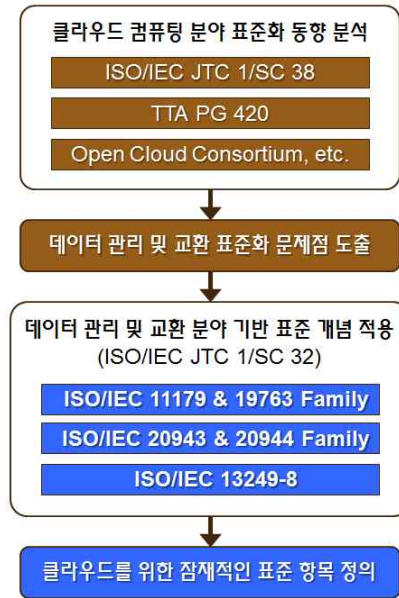 클라우드 컴퓨팅 분야 표준화 동향 분석
ISO/IEC JTC 1/SC 38
TTA PG 420
Open Cloud Consortium, etc.
데이터 관리 및 교환 표준화 문제점 도출
데이터 관리 및 교환 분야 기반 표준 개념 적용
(ISO/IEC JTC 1/SC 32)
ISO/IEC 11179 & 19763 Family
ISO/IEC 20943 & 20944 Family
ISO/IEC 13249-8
클라우드를 위한 잠재적인 표준 항목 정의